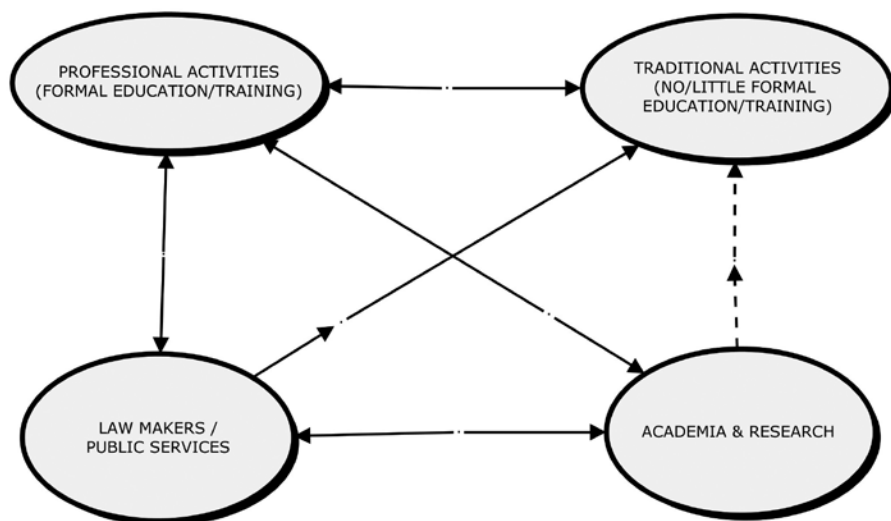 PROFESSIONAL ACTIVITIES
(FORMAL EDUCATION/TRAINING)
TRADITIONAL ACTIVITIES
(NO/LITTLE FORMAL
EDUCATION/TRAINING)
LAW MAKERS /
PUBLIC SERVICES
ACADEMIA & RESEARCH